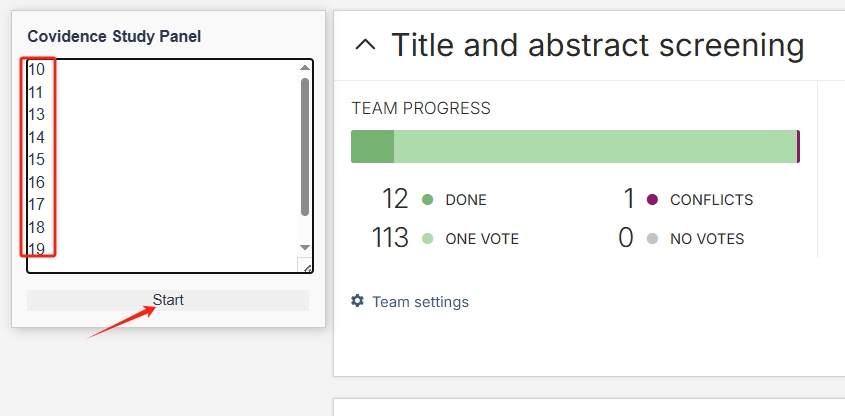 Covidence Study Panel
10
11
13
14
15
16
17
18
19
Start
Title and abstract screening
TEAM PROGRESS
12 DONE
1 CONFLICTS
113 ONE VOTE
0 NO VOTES
Team settings